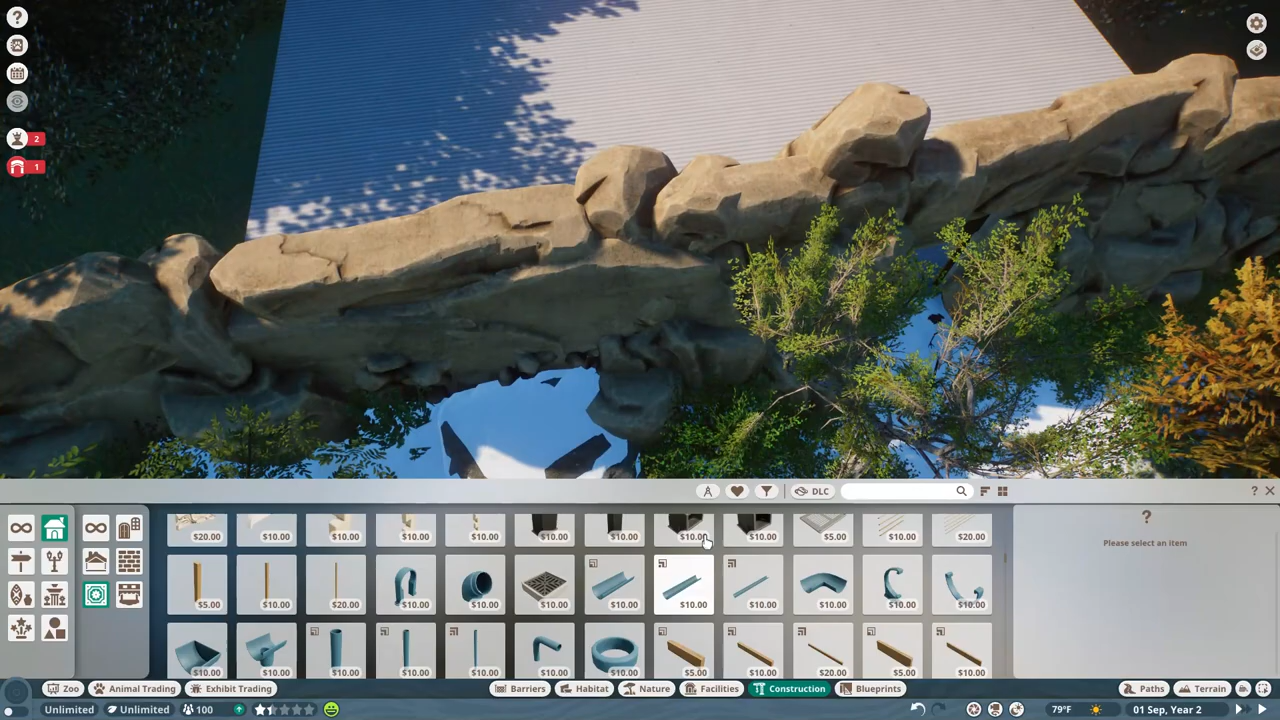 ?
2
1
DLC
?
$20.00 $10.00 $10.00 $10.00 $10.00 $10.00 $10.00 $10.00 $10.00 $5.00 $10.00 $20.00
?
Please select an item
$5.00 $10.00 $20.00 $10.00 $10.00 $10.00 $10.00 $10.00 $10.00 $10.00 $10.00 $10.00
$10.00 $10.00 $10.00 $10.00 $10.00 $10.00 $10.00 $5.00 $10.00 $20.00 $5.00 $10.00
Zoo Animal Trading Exhibit Trading Barriers Habitat Nature Facilities Construction Blueprints Paths Terrain
Unlimited Unlimited 100 79°F 01 Sep, Year 2